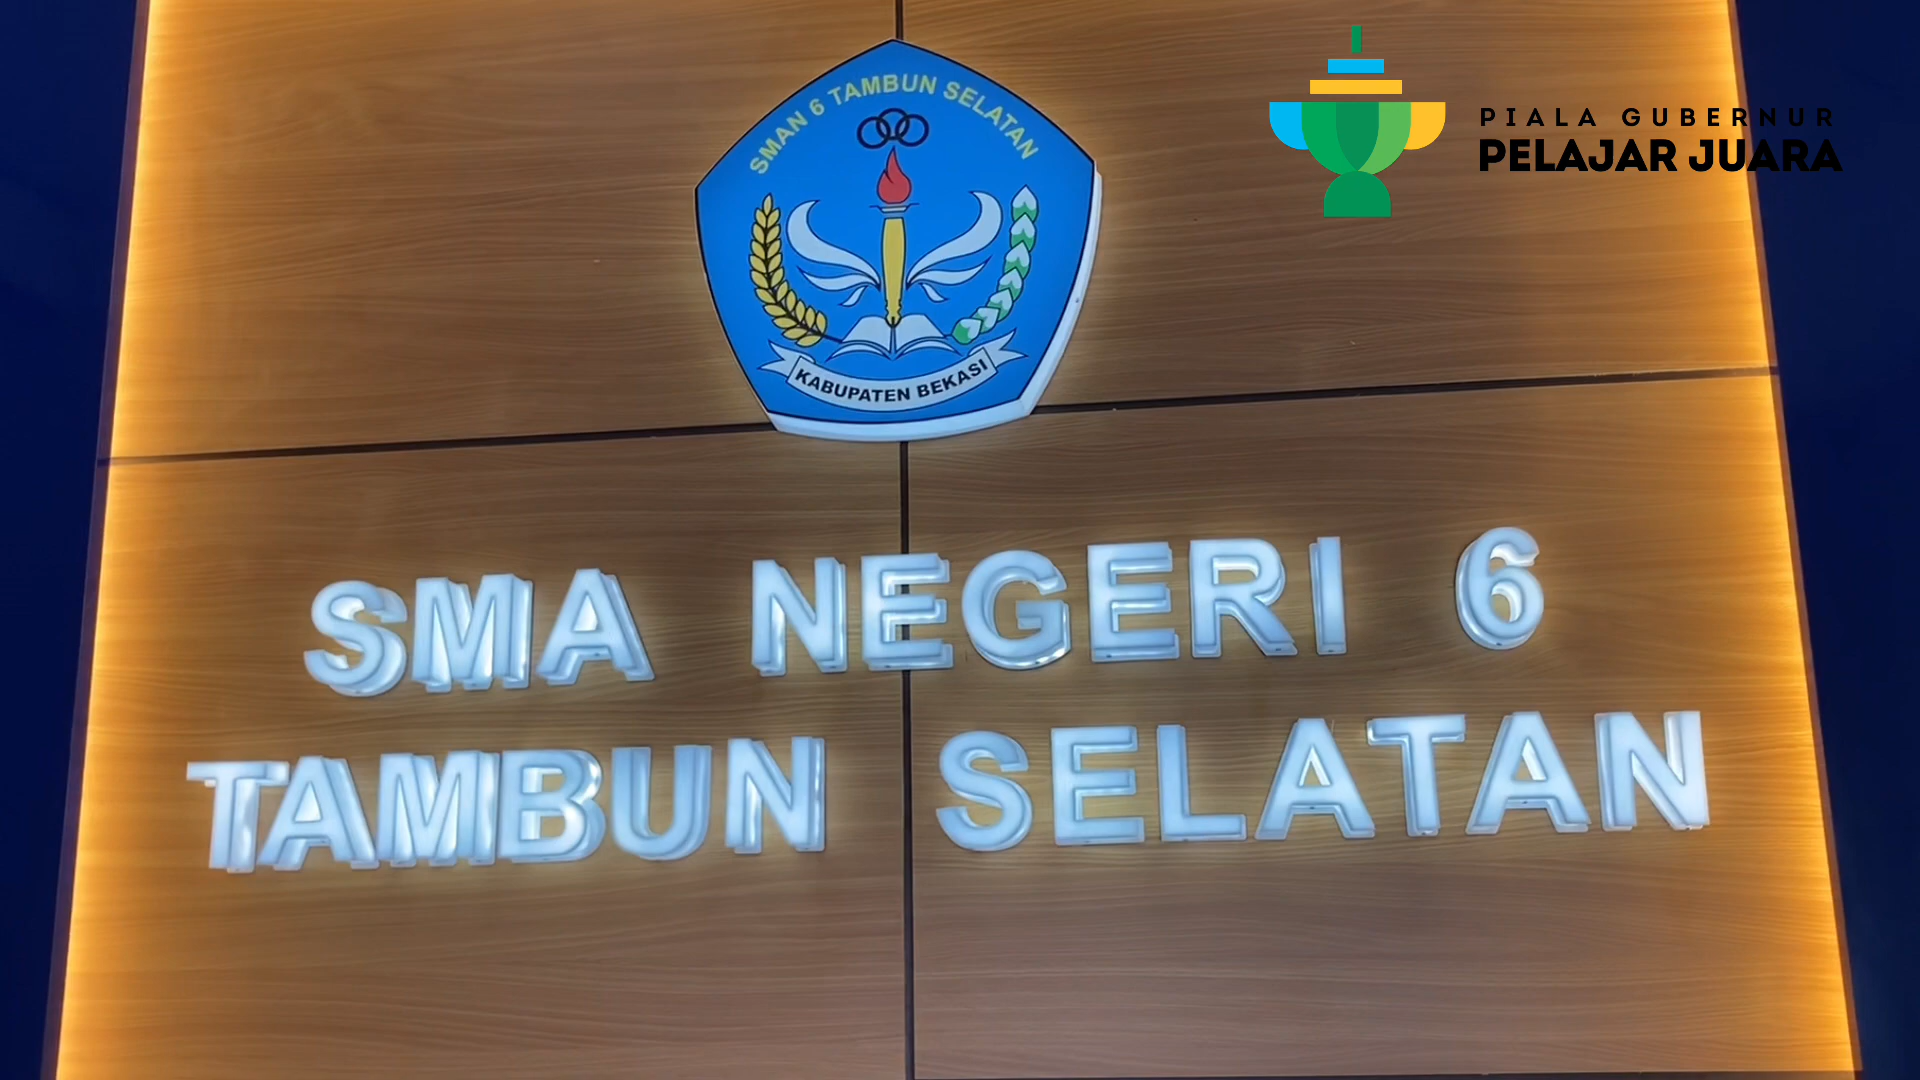 SMAN 6 TAMBUN SELATAN
KABUPATEN BEKASI
PIALA GUBERNUR
PELAJAR JUARA
SMA NEGERI 6
TAMBUN SELATAN